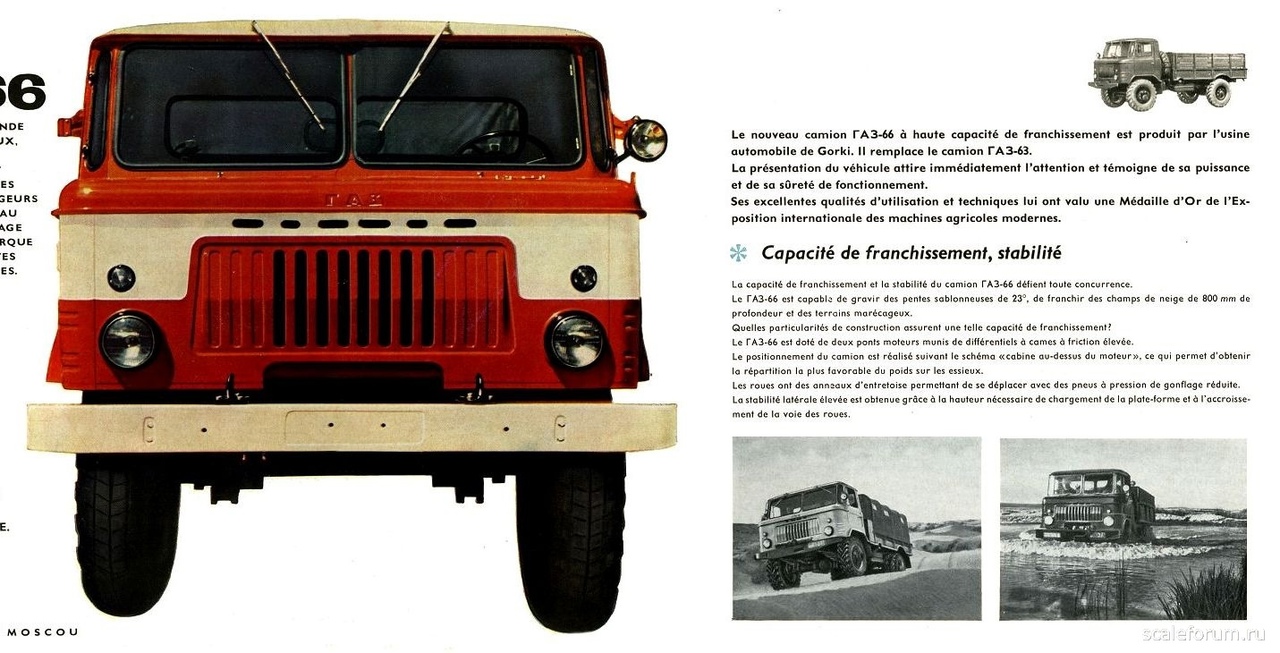 66
NDE
UX,
ES
GEURS
AU
AGE
RQUE
ES.
E.
MOSCOU
ГАЗ
Le nouveau camion ГАЗ-66 à haute capacité de franchissement est produit par l'usine
automobile de Gorki. Il remplace le camion ГАЗ-63.
La présentation du véhicule attire immédiatement l'attention et témoigne de sa puissance
et de sa sûreté de fonctionnement.
Ses excellentes qualités d'utilisation et techniques lui ont valu une Médaille d'Or de l'Ex-
position internationale des machines agricoles modernes.
Capacité de franchissement, stabilité
La capacité de franchissement et la stabilité du camion ГАЗ-66 défient toute concurrence.
Le ГАЗ-66 est capable de gravir des pentes sablonneuses de 23°, de franchir des champs de neige de 800 mm de
profondeur et des terrains marécageux.
Quelles particularités de construction assurent une telle capacité de franchissement?
Le ГАЗ-66 est doté de deux ponts moteurs munis de différentiels à cames à friction élevée.
Le positionnement du camion est réalisé suivant le schéma «cabine au-dessus du moteur», ce qui permet d'obtenir
la répartition la plus favorable du poids sur les essieux.
Les roues ont des anneaux d'entretoise permettant de se déplacer avec des pneus à pression de gonflage réduite.
La stabilité latérale élevée est obtenue grâce à la hauteur nécessaire de chargement de la plate-forme et à l'accroisse-
ment de la voie des roues.
scaleforum.ru